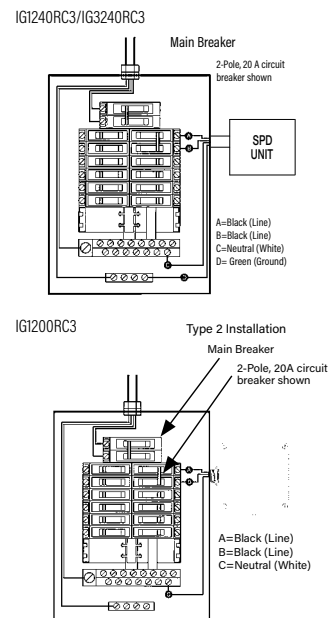 IG1240RC3/IG3240RC3
Main Breaker
2-Pole, 20 A circuit
breaker shown
SPD
UNIT
A=Black (Line)
B=Black (Line)
C=Neutral (White)
D= Green (Ground)
IG1200RC3
Type 2 Installation
Main Breaker
2-Pole, 20A circuit
breaker shown
A=Black (Line)
B=Black (Line)
C=Neutral (White)